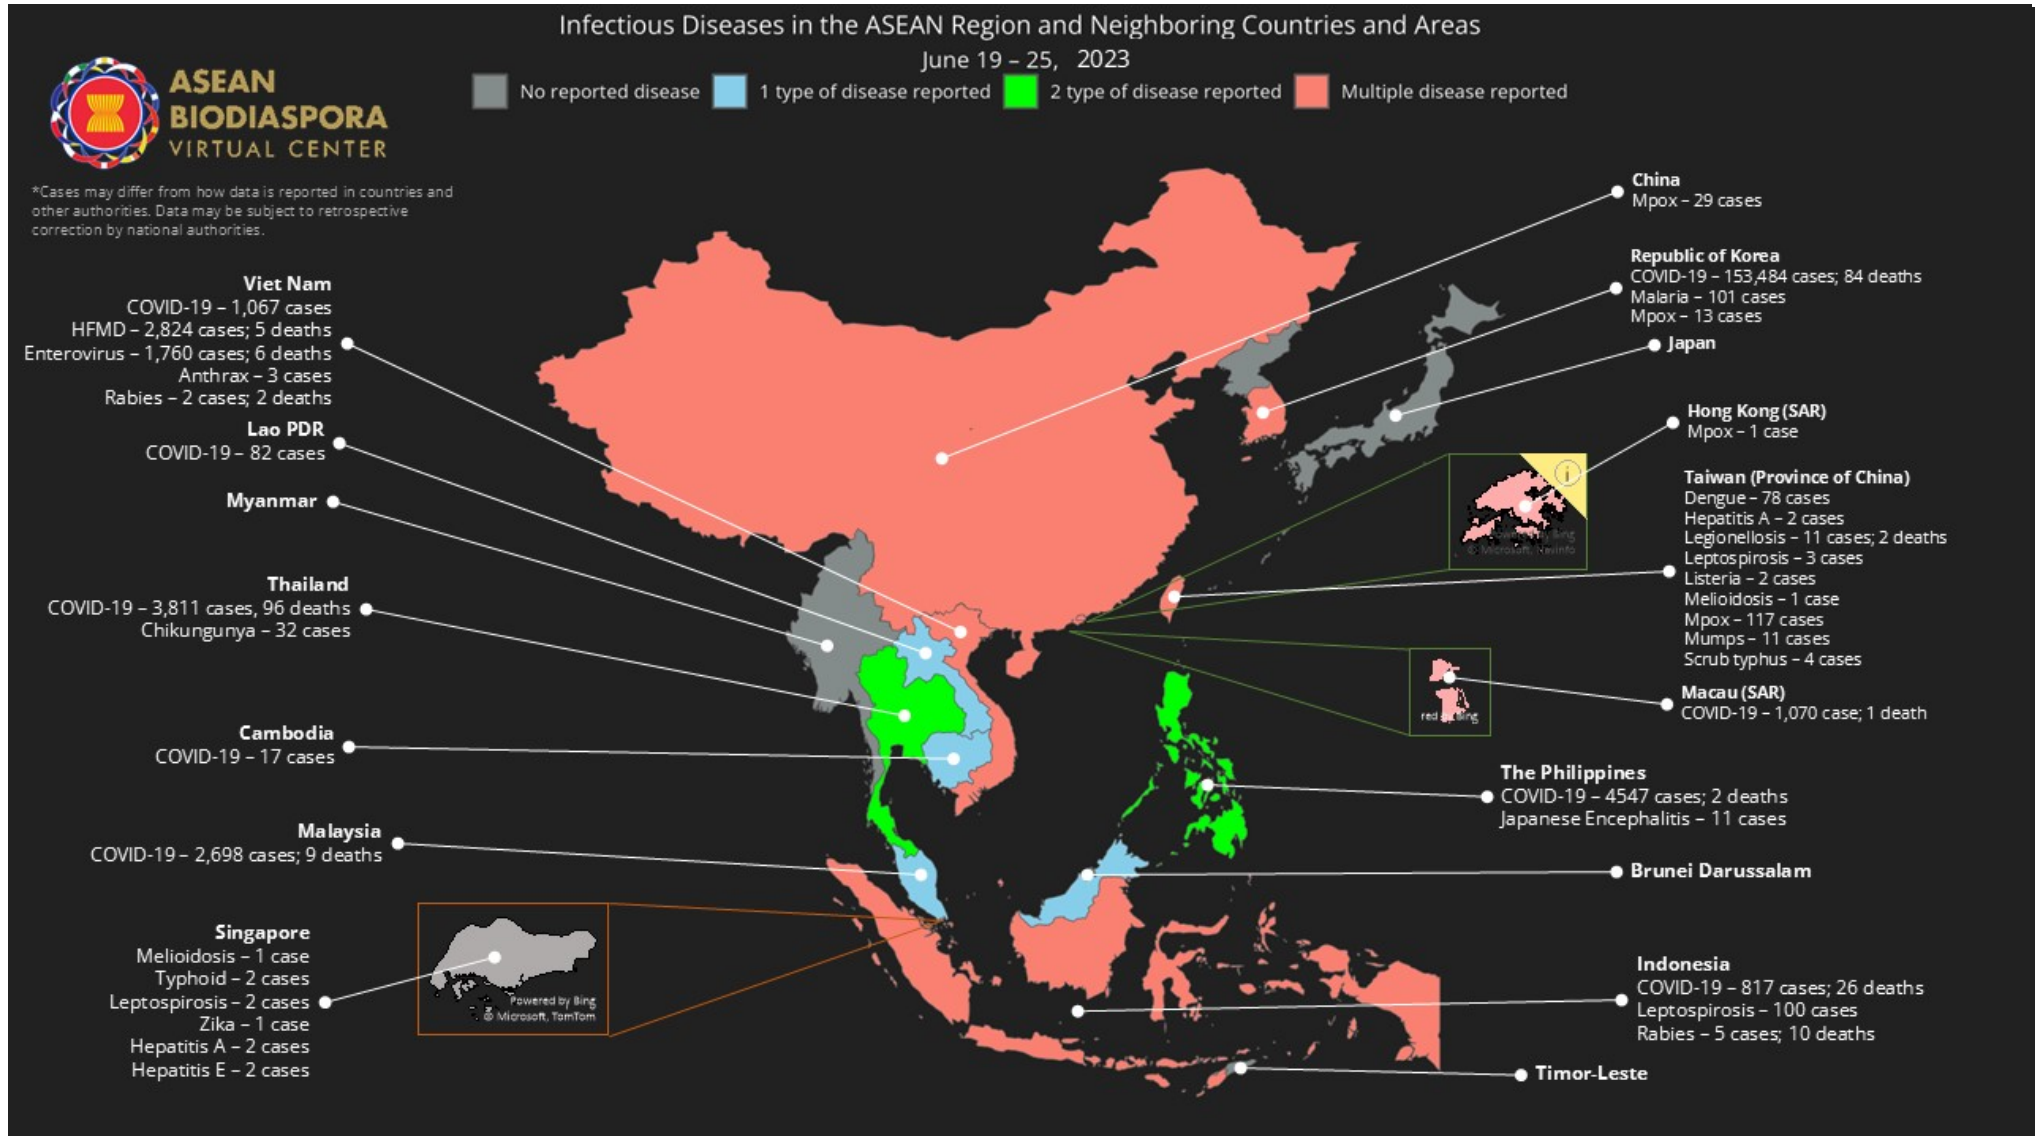 Infectious Diseases in the ASEAN Region and Neighboring Countries and Areas
June 19 – 25, 2023
No reported disease
1 type of disease reported
2 type of disease reported
Multiple disease reported
ASEAN
BIODIASPORA
VIRTUAL CENTER
*Cases may differ from how data is reported in countries and
other authorities. Data may be subject to retrospective
correction by national authorities.
Viet Nam
COVID-19 – 1,067 cases
HFMD – 2,824 cases; 5 deaths
Enterovirus – 1,760 cases; 6 deaths
Anthrax – 3 cases
Rabies – 2 cases; 2 deaths
Lao PDR
COVID-19 – 82 cases
Myanmar
Thailand
COVID-19 – 3,811 cases, 96 deaths
Chikungunya – 32 cases
Cambodia
COVID-19 – 17 cases
Malaysia
COVID-19 – 2,698 cases; 9 deaths
Singapore
Melioidosis – 1 case
Typhoid – 2 cases
Leptospirosis – 2 cases
Zika – 1 case
Hepatitis A – 2 cases
Hepatitis E – 2 cases
Powered by Bing
© Microsoft, TomTom
China
Mpox – 29 cases
Republic of Korea
COVID-19 – 153,484 cases; 84 deaths
Malaria – 101 cases
Mpox – 13 cases
Japan
Hong Kong (SAR)
Mpox – 1 case
i
© Microsoft,
Taiwan (Province of China)
Dengue – 78 cases
Hepatitis A – 2 cases
Legionellosis – 11 cases; 2 deaths
Leptospirosis – 3 cases
Listeria – 2 cases
Melioidosis – 1 case
Mpox – 117 cases
Mumps – 11 cases
Scrub typhus – 4 cases
Macau (SAR)
COVID-19 – 1,070 case; 1 death
The Philippines
COVID-19 – 4547 cases; 2 deaths
Japanese Encephalitis – 11 cases
Brunei Darussalam
Indonesia
COVID-19 – 817 cases; 26 deaths
Leptospirosis – 100 cases
Rabies – 5 cases; 10 deaths
Timor-Leste